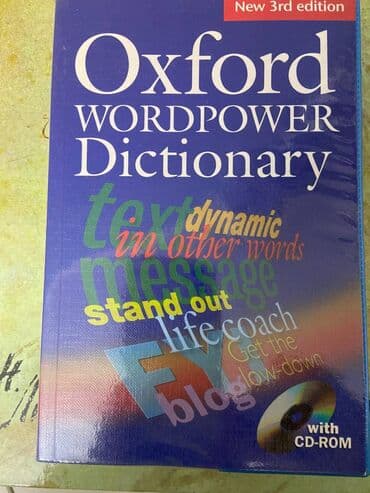 New 3rd edition
Oxford
WORDPOWER
Dictionary
text
dynamic
in other words
message
stand out
life coach
FYI
Get the
low-down
blog
with
CD-ROM